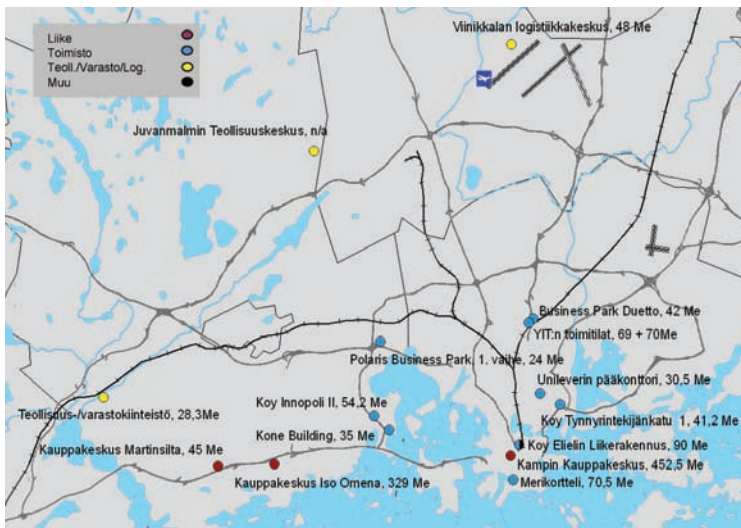 Liike
Toimisto
Teoll./Varasto/Log.
Muu
Viinikkalan logistiikkakeskus, 48 Me
Juvanmalmin Teollisuuskeskus, n/a
Business Park Duetto, 42 Me
YIT:n toimitilat, 69 + 70Me
Polaris Business Park, 1. vaihe, 24 Me
Unileverin pääkonttori, 30,5 Me
Teollisuus-/varastokiinteistö, 28,3Me
Koy Innopoli II, 54,2 Me
Koy Tynnyrintekijänkatu 1, 41,2 Me
Kone Building, 35 Me
Koy Elielin Liikerakennus, 90 Me
Kauppakeskus Martinsilta, 45 Me
Kampin Kauppakeskus, 452,5 Me
Kauppakeskus Iso Omena, 329 Me
Merikortteli, 70,5 Me